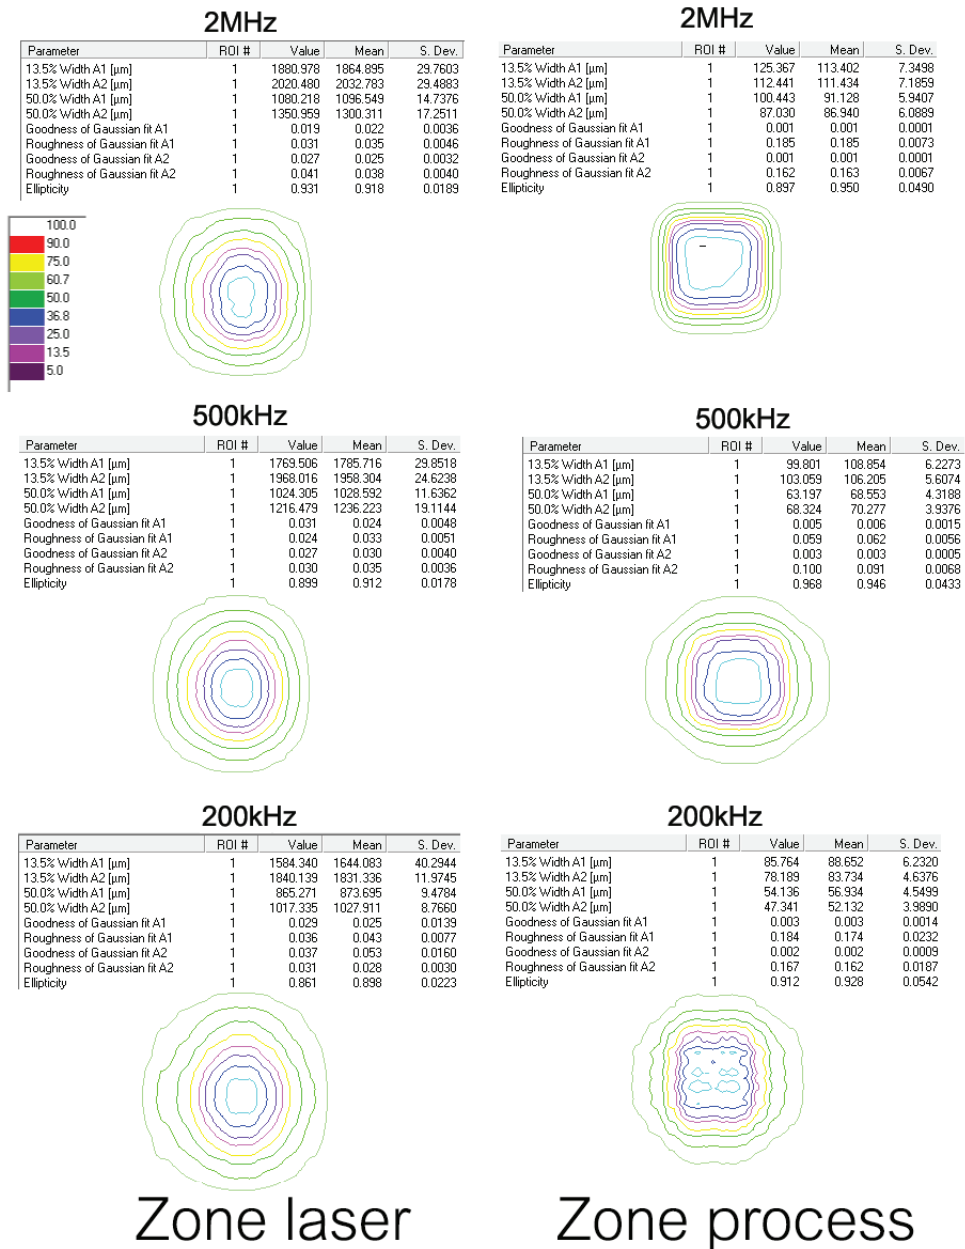 2MHz
Parameter ROI # Value Mean S. Dev.
13.5% Width A1 [µm] 1 1880.978 1864.895 29.7603
13.5% Width A2 [µm] 1 2020.480 2032.783 29.4883
50.0% Width A1 [µm] 1 1080.218 1096.549 14.7376
50.0% Width A2 [µm] 1 1350.959 1300.311 17.2511
Goodness of Gaussian fit A1 1 0.019 0.022 0.0036
Roughness of Gaussian fit A1 1 0.031 0.035 0.0046
Goodness of Gaussian fit A2 1 0.027 0.025 0.0032
Roughness of Gaussian fit A2 1 0.041 0.038 0.0040
Ellipticity 1 0.931 0.918 0.0189
2MHz
Parameter ROI # Value Mean S. Dev.
13.5% Width A1 [µm] 1 125.367 113.402 7.3498
13.5% Width A2 [µm] 1 112.441 111.434 7.1859
50.0% Width A1 [µm] 1 100.443 91.128 5.9407
50.0% Width A2 [µm] 1 87.030 86.940 6.0889
Goodness of Gaussian fit A1 1 0.001 0.001 0.0001
Roughness of Gaussian fit A1 1 0.185 0.185 0.0073
Goodness of Gaussian fit A2 1 0.001 0.001 0.0001
Roughness of Gaussian fit A2 1 0.162 0.163 0.0067
Ellipticity 1 0.897 0.950 0.0490
100.0
90.0
75.0
60.7
50.0
36.8
25.0
13.5
5.0
500kHz
Parameter ROI # Value Mean S. Dev.
13.5% Width A1 [µm] 1 1769.506 1785.716 29.8518
13.5% Width A2 [µm] 1 1968.016 1958.304 24.6238
50.0% Width A1 [µm] 1 1024.305 1028.592 11.6362
50.0% Width A2 [µm] 1 1216.479 1236.223 19.1144
Goodness of Gaussian fit A1 1 0.031 0.024 0.0048
Roughness of Gaussian fit A1 1 0.024 0.033 0.0051
Goodness of Gaussian fit A2 1 0.027 0.030 0.0040
Roughness of Gaussian fit A2 1 0.030 0.035 0.0036
Ellipticity 1 0.899 0.912 0.0178
500kHz
Parameter ROI # Value Mean S. Dev.
13.5% Width A1 [µm] 1 99.801 108.854 6.2273
13.5% Width A2 [µm] 1 103.059 106.205 5.6074
50.0% Width A1 [µm] 1 63.197 68.553 4.3188
50.0% Width A2 [µm] 1 68.324 70.277 3.9376
Goodness of Gaussian fit A1 1 0.005 0.006 0.0015
Roughness of Gaussian fit A1 1 0.059 0.062 0.0056
Goodness of Gaussian fit A2 1 0.003 0.003 0.0005
Roughness of Gaussian fit A2 1 0.100 0.091 0.0068
Ellipticity 1 0.968 0.946 0.0433
200kHz
Parameter ROI # Value Mean S. Dev.
13.5% Width A1 [µm] 1 1584.340 1644.083 40.2944
13.5% Width A2 [µm] 1 1840.139 1831.336 11.9745
50.0% Width A1 [µm] 1 865.271 873.695 9.4784
50.0% Width A2 [µm] 1 1017.335 1027.911 8.7660
Goodness of Gaussian fit A1 1 0.029 0.025 0.0139
Roughness of Gaussian fit A1 1 0.036 0.043 0.0077
Goodness of Gaussian fit A2 1 0.037 0.053 0.0160
Roughness of Gaussian fit A2 1 0.031 0.028 0.0030
Ellipticity 1 0.861 0.898 0.0223
200kHz
Parameter ROI # Value Mean S. Dev.
13.5% Width A1 [µm] 1 85.764 88.652 6.2320
13.5% Width A2 [µm] 1 78.189 83.734 4.6376
50.0% Width A1 [µm] 1 54.136 56.934 4.5499
50.0% Width A2 [µm] 1 47.341 52.132 3.9890
Goodness of Gaussian fit A1 1 0.003 0.003 0.0014
Roughness of Gaussian fit A1 1 0.184 0.174 0.0232
Goodness of Gaussian fit A2 1 0.002 0.002 0.0009
Roughness of Gaussian fit A2 1 0.167 0.162 0.0187
Ellipticity 1 0.912 0.928 0.0542
Zone laser
Zone process